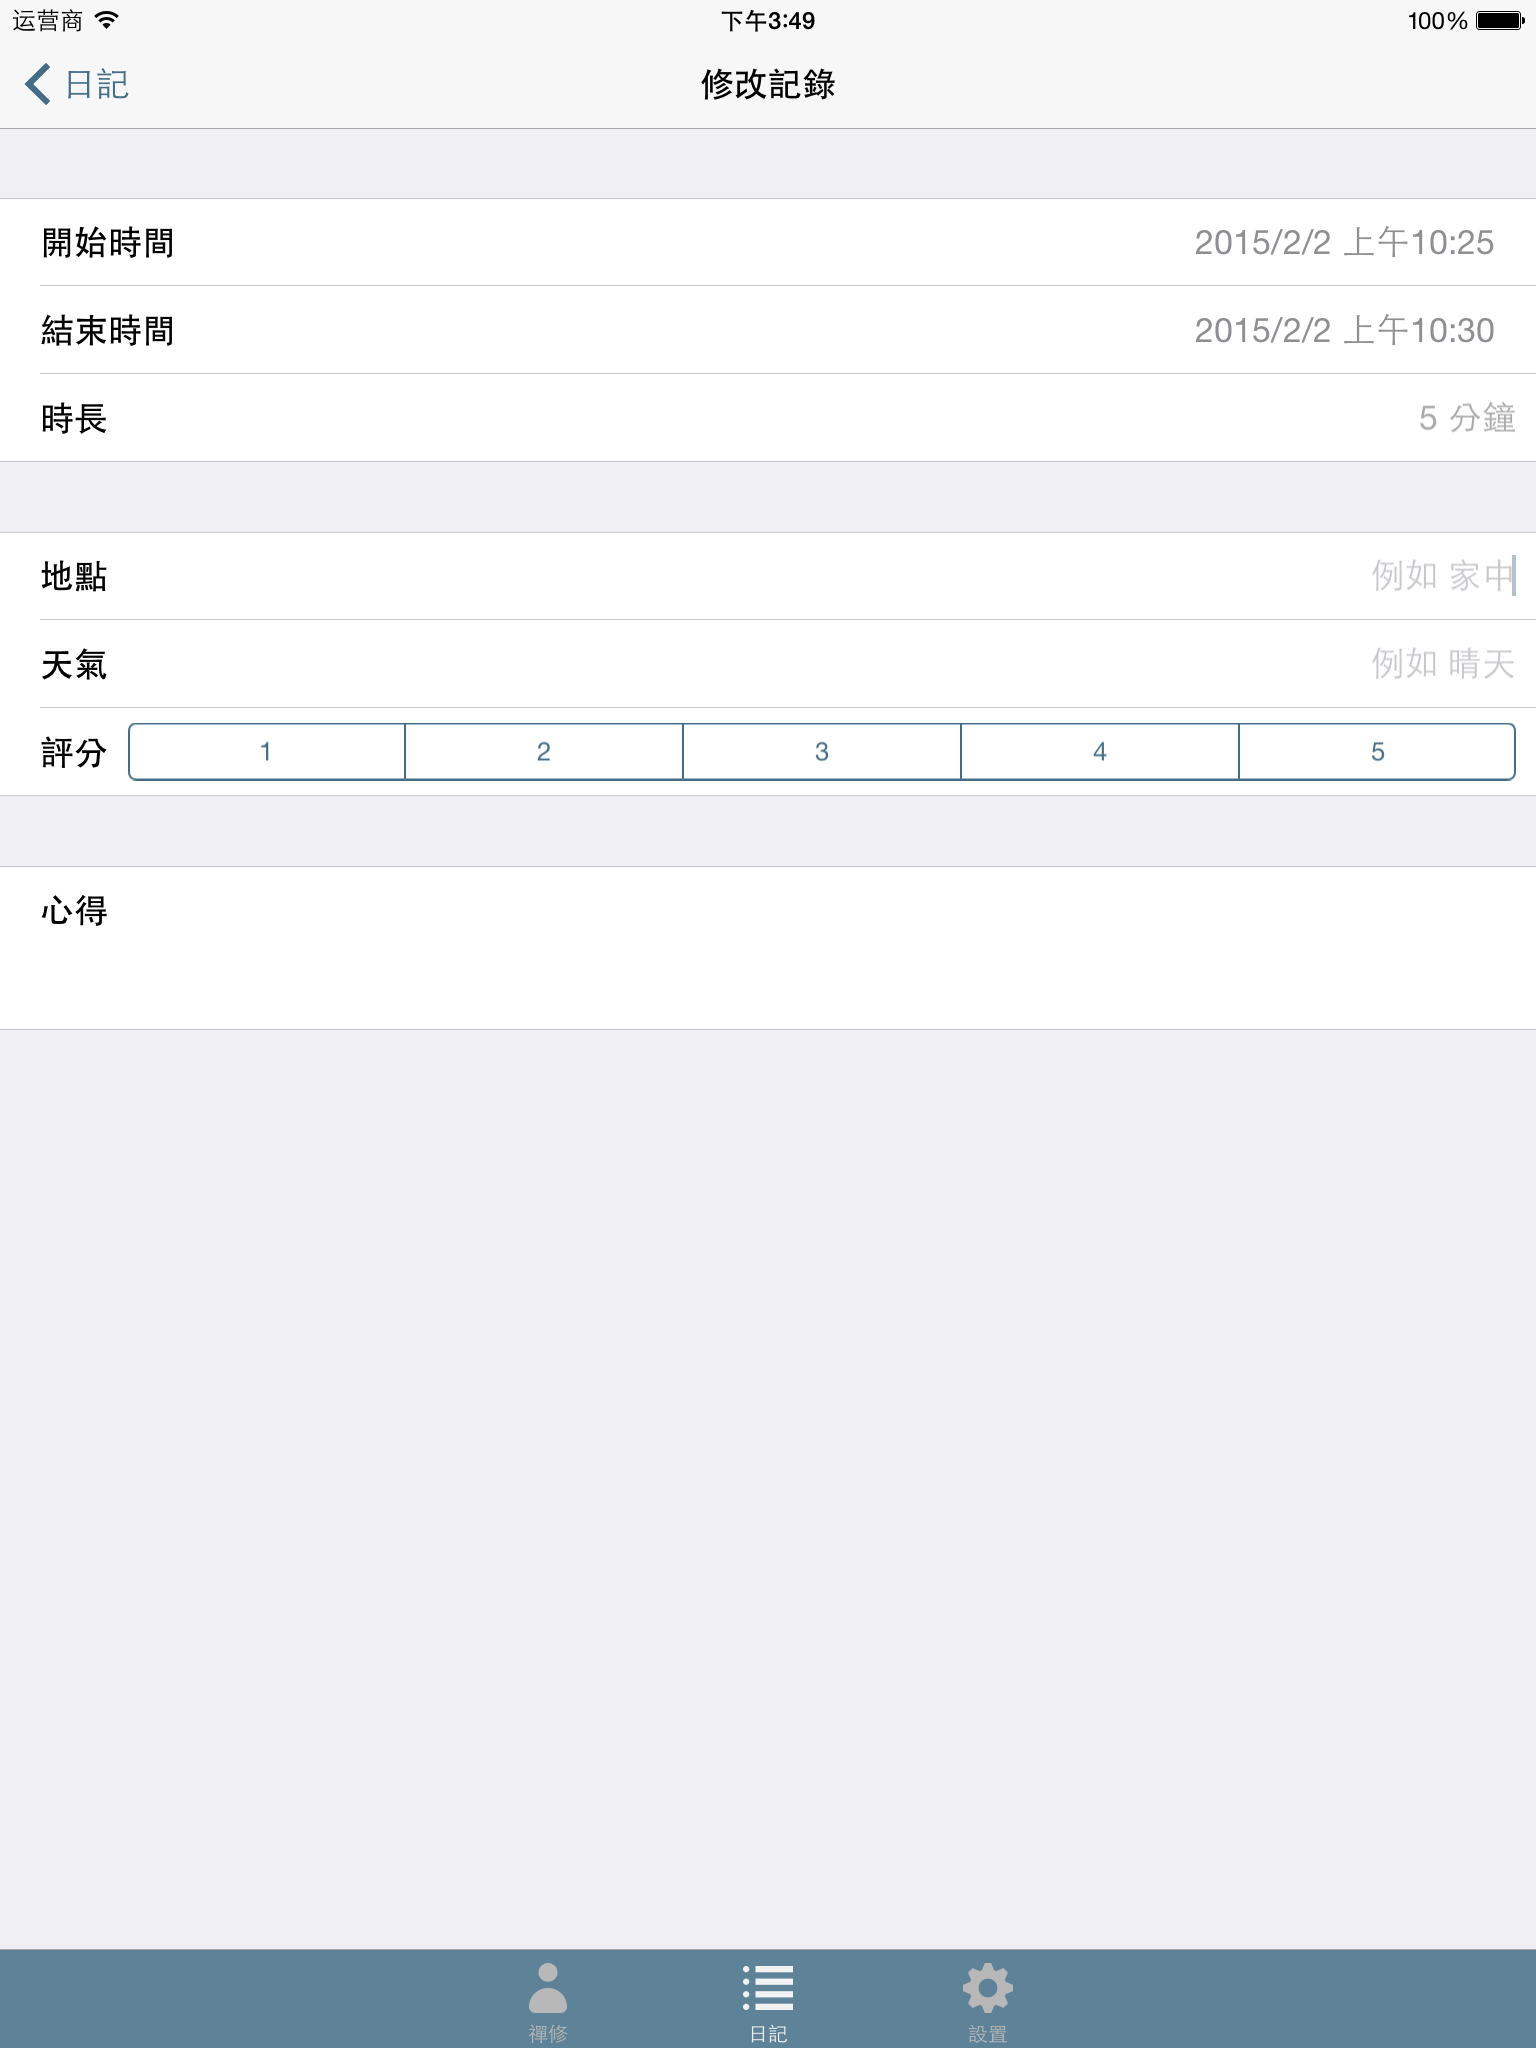 运营商 下午3:49 100%
日記 修改記錄
開始時間 2015/2/2 上午10:25
結束時間 2015/2/2 上午10:30
時長 5 分鐘
地點 例如 家中
天氣 例如 晴天
評分 1 2 3 4 5
心得
禪修 日記 設置